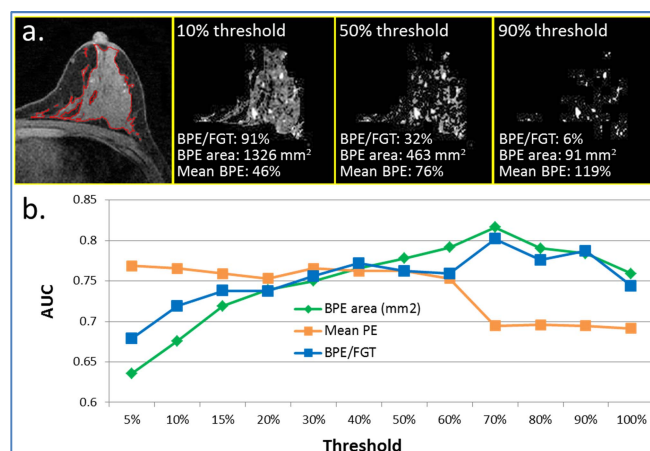 a.
10% threshold
BPE/FGT: 91%
BPE area: 1326 mm²
Mean BPE: 46%
50% threshold
BPE/FGT: 32%
BPE area: 463 mm²
Mean BPE: 76%
90% threshold
BPE/FGT: 6%
BPE area: 91 mm²
Mean BPE: 119%
b.
0.85
0.8
0.75
0.7
0.65
0.6
AUC
BPE area (mm2)
Mean PE
BPE/FGT
5% 10% 15% 20% 30% 40% 50% 60% 70% 80% 90% 100%
Threshold